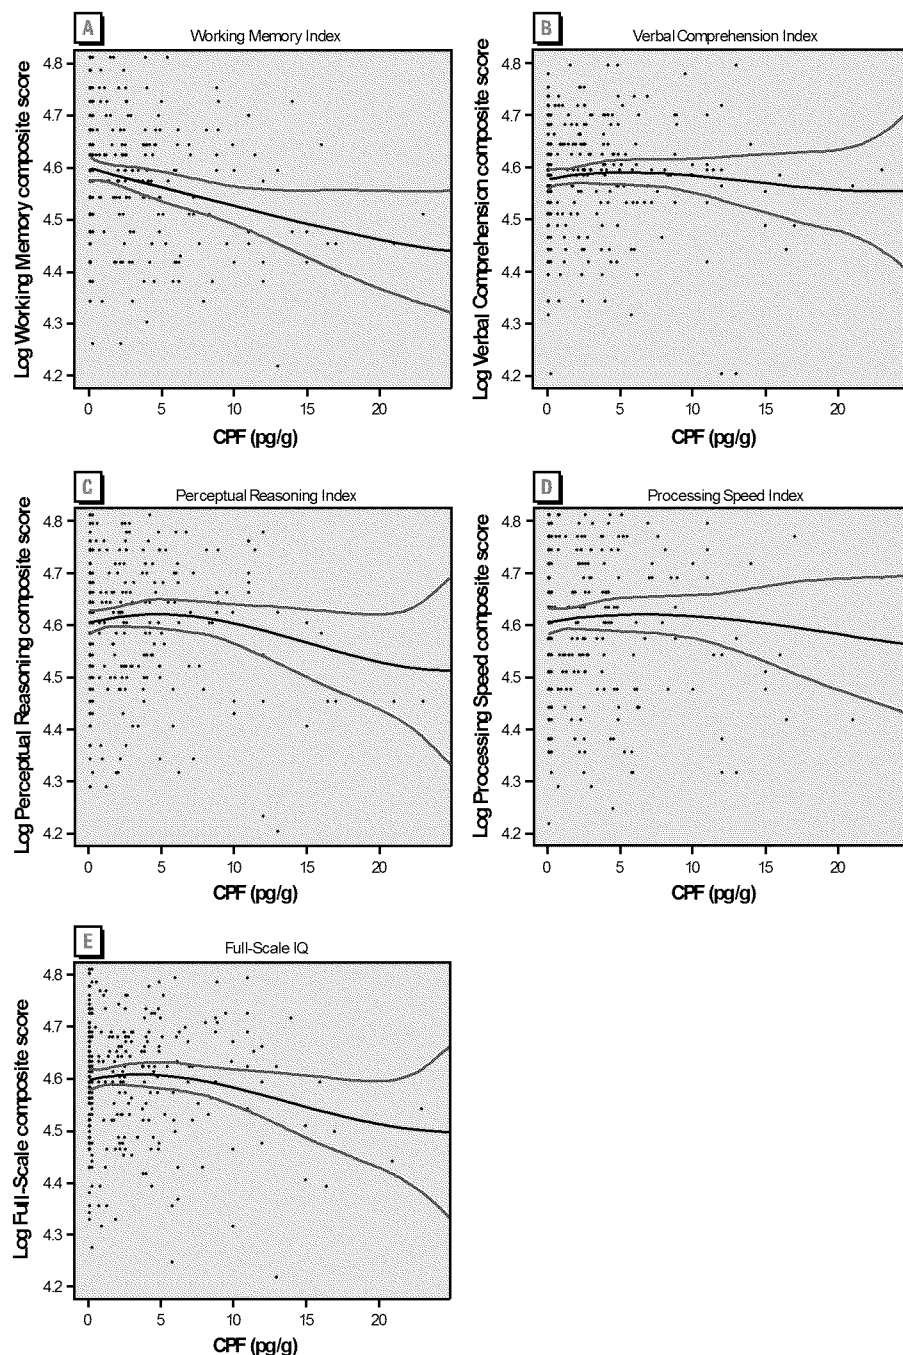 A
Working Memory Index
Log Working Memory composite score
4.8
4.7
4.6
4.5
4.4
4.3
4.2
0 5 10 15 20
CPF (pg/g)
B
Verbal Comprehension Index
Log Verbal Comprehension composite score
4.8
4.7
4.6
4.5
4.4
4.3
4.2
0 5 10 15 20
CPF (pg/g)
C
Perceptual Reasoning Index
Log Perceptual Reasoning composite score
4.8
4.7
4.6
4.5
4.4
4.3
4.2
0 5 10 15 20
CPF (pg/g)
D
Processing Speed Index
Log Processing Speed composite score
4.8
4.7
4.6
4.5
4.4
4.3
4.2
0 5 10 15 20
CPF (pg/g)
E
Full-Scale IQ
Log Full-Scale composite score
4.8
4.7
4.6
4.5
4.4
4.3
4.2
0 5 10 15 20
CPF (pg/g)